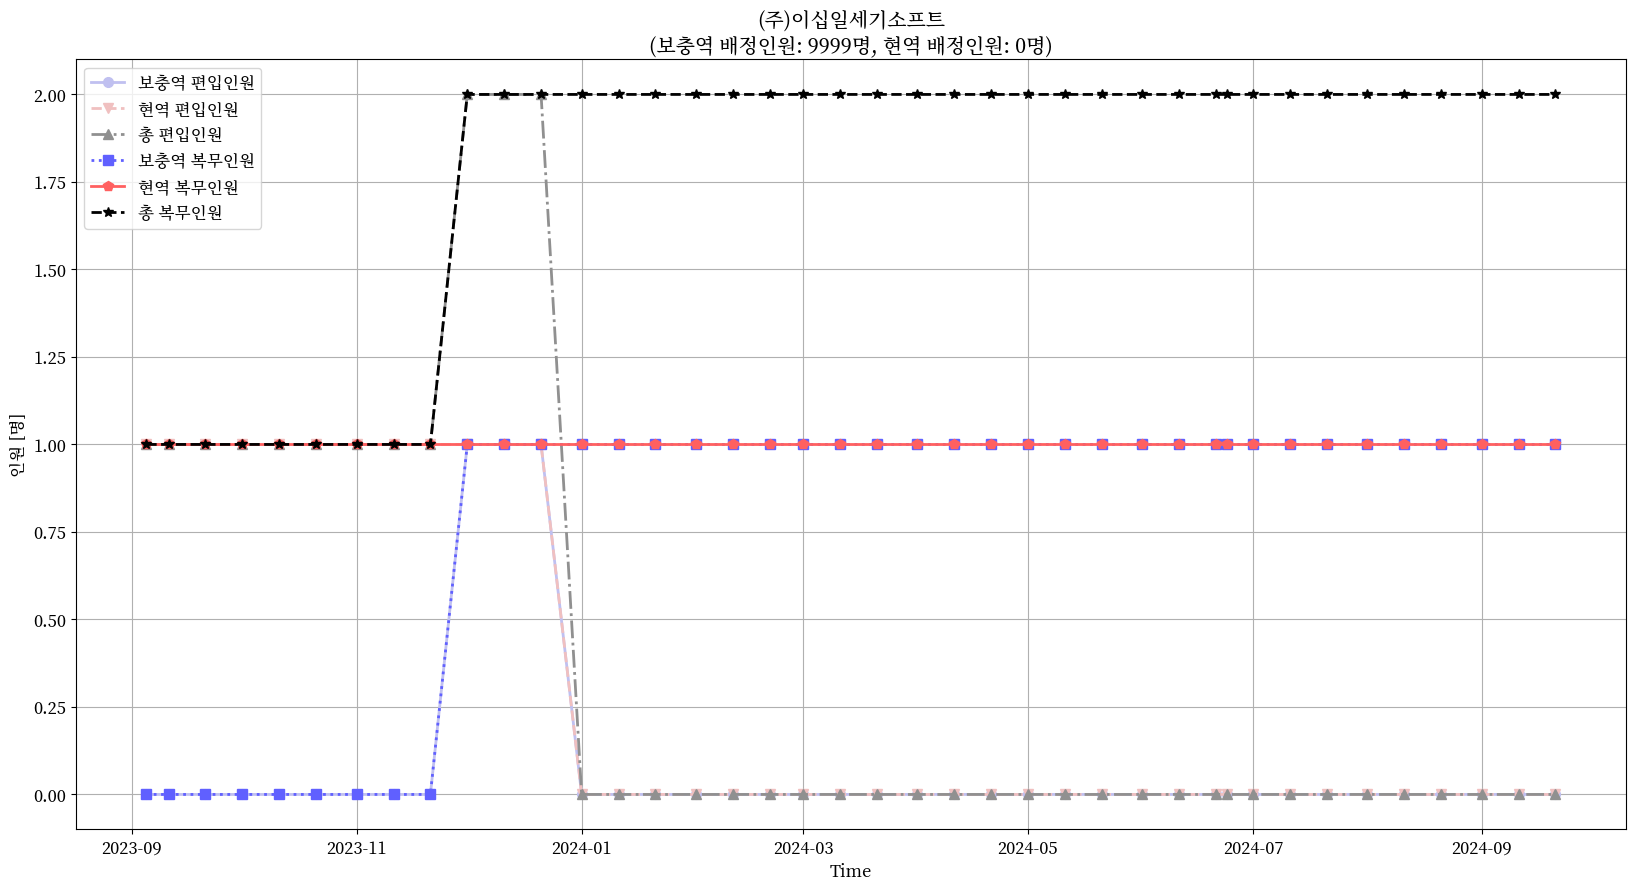 (주)이십일세기소프트
(보충역 배정인원: 9999명, 현역 배정인원: 0명)
보충역 편입인원
현역 편입인원
총 편입인원
보충역 복무인원
현역 복무인원
총 복무인원
2.00
1.75
1.50
1.25
1.00
0.75
0.50
0.25
0.00
인원 [명]
2023-09
2023-11
2024-01
2024-03
2024-05
2024-07
2024-09
Time